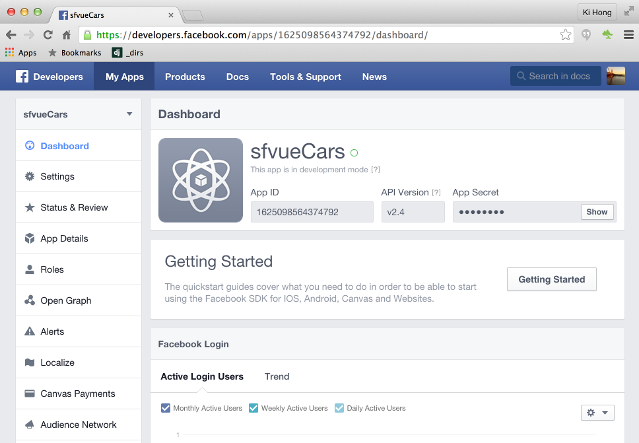 sfvueCars
Ki Hong
https://developers.facebook.com/apps/1625098564374792/dashboard/
Apps Bookmarks dj _dirs
Developers My Apps Products Docs Tools & Support News Search in docs
sfvueCars
Dashboard
Settings
Status & Review
App Details
Roles
Open Graph
Alerts
Localize
Canvas Payments
Audience Network
Dashboard
sfvueCars
This app is in development mode [?]
App ID API Version [?] App Secret
1625098564374792 v2.4 ●●●●●●●● Show
Getting Started
The quickstart guides cover what you need to do in order to be able to start
using the Facebook SDK for IOS, Android, Canvas and Websites.
Getting Started
Facebook Login
Active Login Users Trend
Monthly Active Users Weekly Active Users Daily Active Users
1